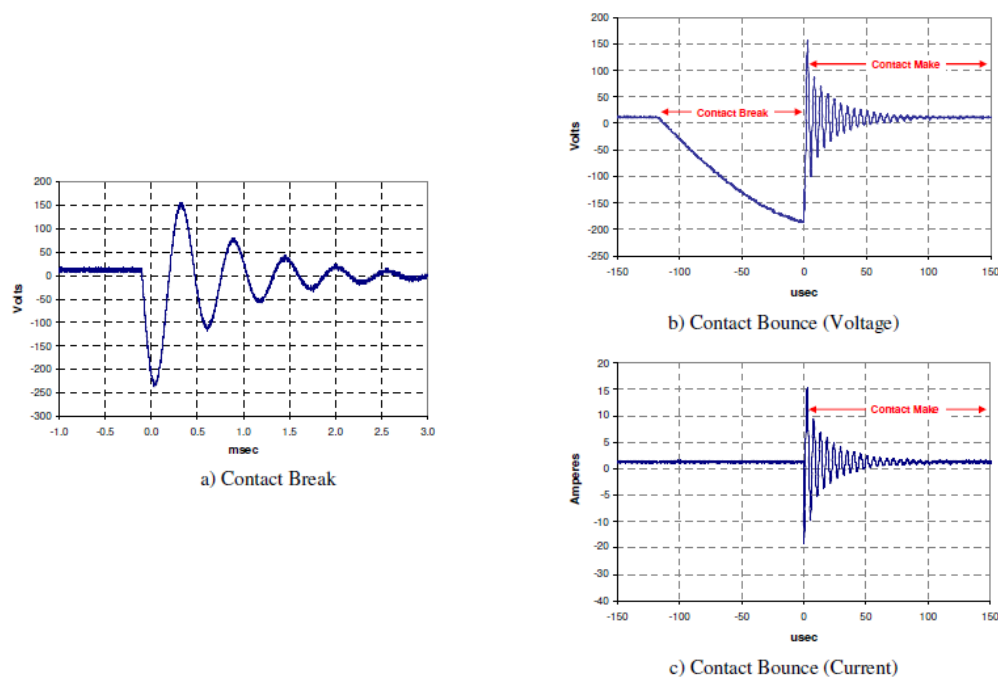 200
150
100
50
0
-50
-100
-150
-200
-250
-300
Volts
-1.0 -0.5 0.0 0.5 1.0 1.5 2.0 2.5 3.0
msec
a) Contact Break
200
150
100
50
0
-50
-100
-150
-200
-250
Volts
Contact Make
Contact Break
-150 -100 -50 0 50 100 150
usec
b) Contact Bounce (Voltage)
20
15
10
5
0
-5
-10
-20
-30
-40
Amperes
Contact Make
-150 -100 -50 0 50 100 150
usec
c) Contact Bounce (Current)